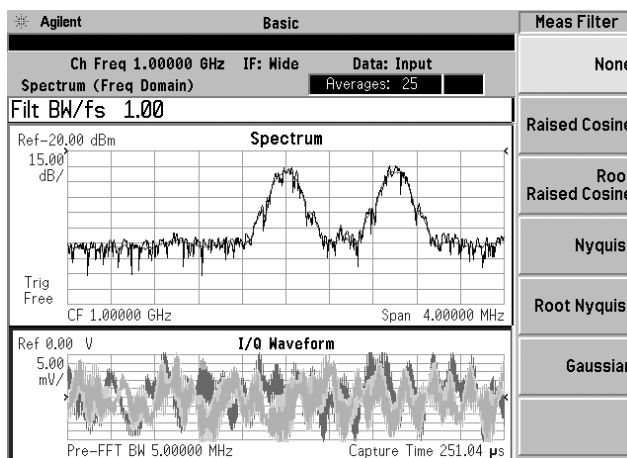 Agilent
Basic
Meas Filter
Ch Freq 1.00000 GHz IF: Wide Data: Input
Spectrum (Freq Domain) Averages: 25
Filt BW/fs 1.00
Ref-20.00 dBm Spectrum
15.00
dB/
Trig
Free
CF 1.00000 GHz Span 4.00000 MHz
Ref 0.00 V I/Q Waveform
5.00
mV/
Pre-FFT BW 5.00000 MHz Capture Time 251.04 µs
None
Raised Cosine
Roo
Raised Cosine
Nyquis
Root Nyquis
Gaussian